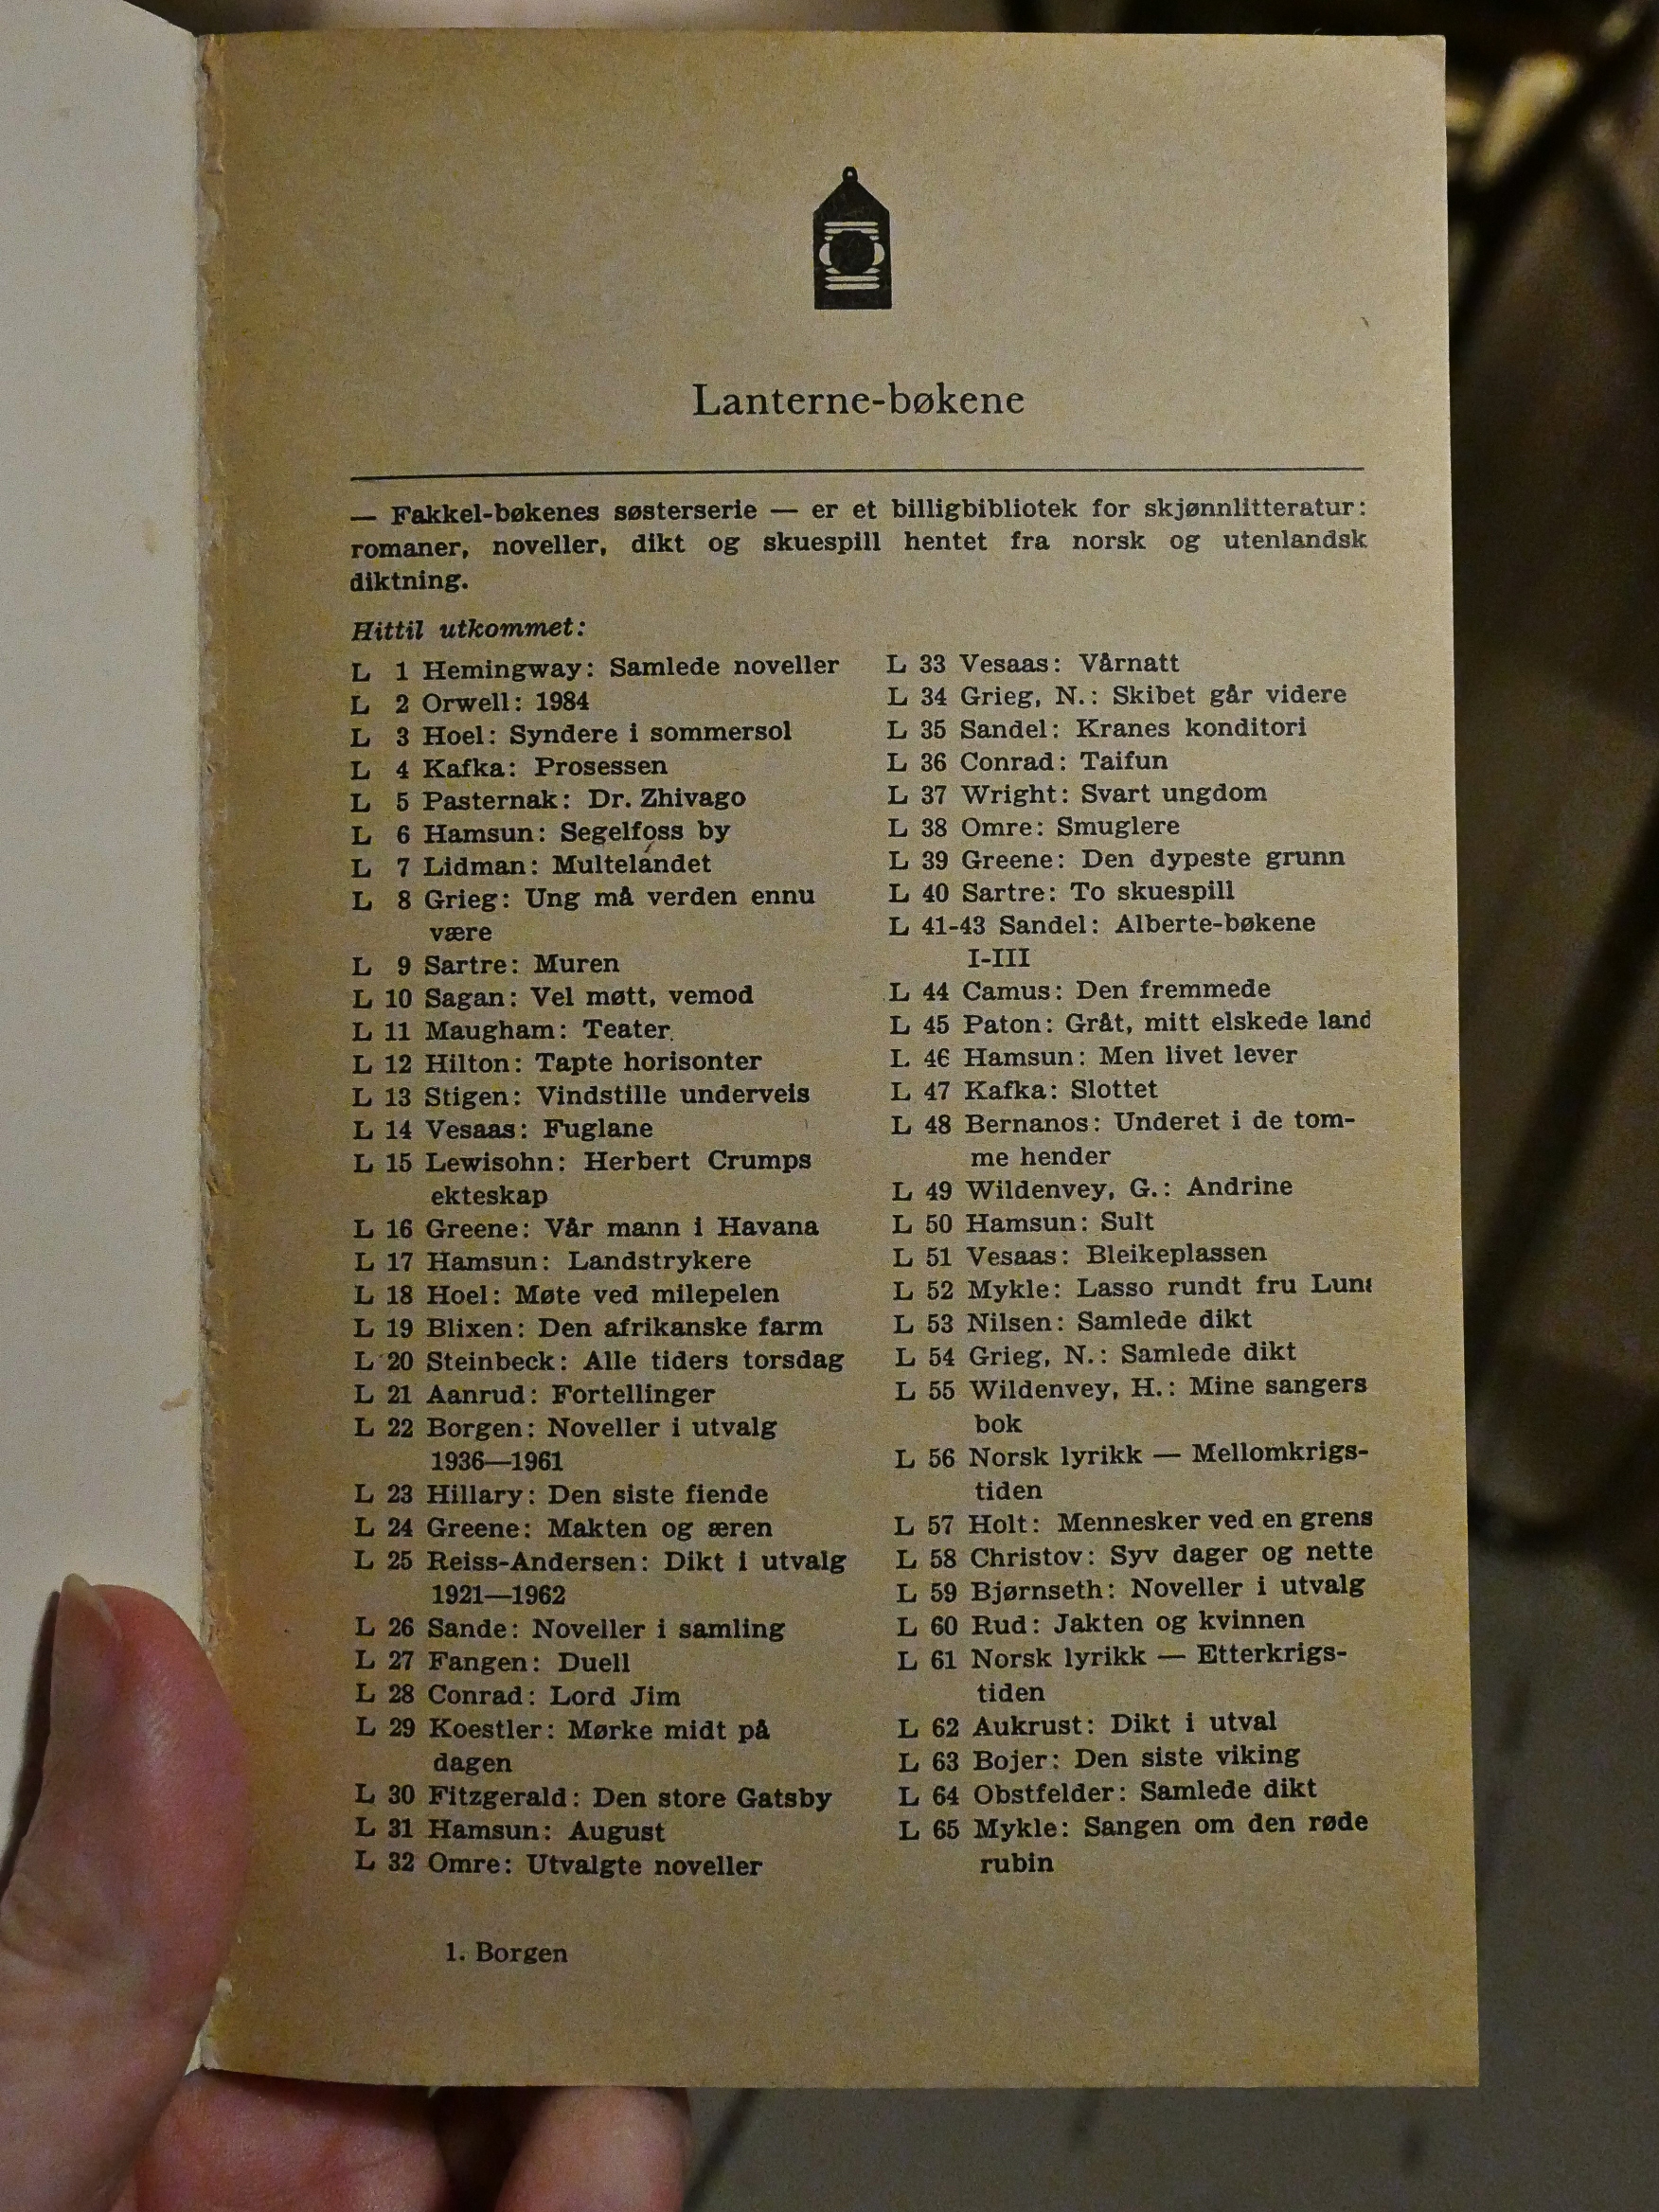 Lanterne-bøkene
— Fakkel-bøkenes søsterserie — er et billigbibliotek for skjønnlitteratur:
romaner, noveller, dikt og skuespill hentet fra norsk og utenlandsk
diktning.
Hittil utkommet:
L 1 Hemingway: Samlede noveller
L 2 Orwell: 1984
L 3 Hoel: Syndere i sommersol
L 4 Kafka: Prosessen
L 5 Pasternak: Dr. Zhivago
L 6 Hamsun: Segelfoss by
L 7 Lidman: Multelandet
L 8 Grieg: Ung må verden ennu
være
L 9 Sartre: Muren
L 10 Sagan: Vel møtt, vemod
L 11 Maugham: Teater
L 12 Hilton: Tapte horisonter
L 13 Stigen: Vindstille underveis
L 14 Vesaas: Fuglane
L 15 Lewisohn: Herbert Crumps
ekteskap
L 16 Greene: Vår mann i Havana
L 17 Hamsun: Landstrykere
L 18 Hoel: Møte ved milepelen
L 19 Blixen: Den afrikanske farm
L 20 Steinbeck: Alle tiders torsdag
L 21 Aanrud: Fortellinger
L 22 Borgen: Noveller i utvalg
1936—1961
L 23 Hillary: Den siste fiende
L 24 Greene: Makten og æren
L 25 Reiss-Andersen: Dikt i utvalg
1921—1962
L 26 Sande: Noveller i samling
L 27 Fangen: Duell
L 28 Conrad: Lord Jim
L 29 Koestler: Mørke midt på
dagen
L 30 Fitzgerald: Den store Gatsby
L 31 Hamsun: August
L 32 Omre: Utvalgte noveller
L 33 Vesaas: Vårnatt
L 34 Grieg, N.: Skibet går videre
L 35 Sandel: Kranes konditori
L 36 Conrad: Taifun
L 37 Wright: Svart ungdom
L 38 Omre: Smuglere
L 39 Greene: Den dypeste grunn
L 40 Sartre: To skuespill
L 41-43 Sandel: Alberte-bøkene
I-III
L 44 Camus: Den fremmede
L 45 Paton: Gråt, mitt elskede land
L 46 Hamsun: Men livet lever
L 47 Kafka: Slottet
L 48 Bernanos: Underet i de tom-
me hender
L 49 Wildenvey, G.: Andrine
L 50 Hamsun: Sult
L 51 Vesaas: Bleikeplassen
L 52 Mykle: Lasso rundt fru
L 53 Nilsen: Samlede dikt
L 54 Grieg, N.: Samlede dikt
L 55 Wildenvey, H.: Mine sangers
bok
L 56 Norsk lyrikk — Mellomkrigs-
tiden
L 57 Holt: Mennesker ved en grens
L 58 Christov: Syv dager og nette
L 59 Bjørnseth: Noveller i utvalg
L 60 Rud: Jakten og kvinnen
L 61 Norsk lyrikk — Etterkrigs-
tiden
L 62 Aukrust: Dikt i utval
L 63 Bojer: Den siste viking
L 64 Obstfelder: Samlede dikt
L 65 Mykle: Sangen om den røde
rubin
1. Borgen